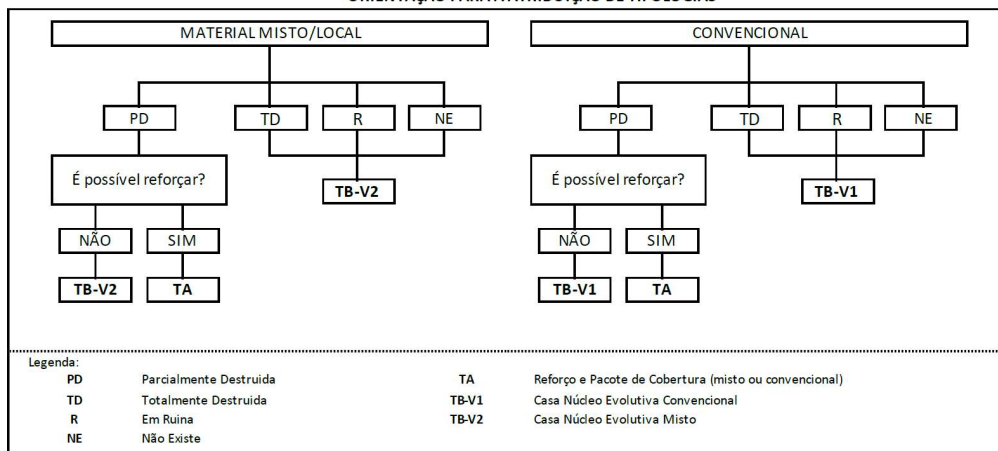 MATERIAL MISTO/LOCAL
PD
TD
R
NE
É possível reforçar?
TB-V2
NÃO
SIM
TB-V2
TA
CONVENCIONAL
PD
TD
R
NE
É possível reforçar?
TB-V1
NÃO
SIM
TB-V1
TA
Legenda:
PD Parcialmente Destruida
TD Totalmente Destruida
R Em Ruina
NE Não Existe
TA Reforço e Pacote de Cobertura (misto ou convencional)
TB-V1 Casa Núcleo Evolutiva Convencional
TB-V2 Casa Núcleo Evolutiva Misto